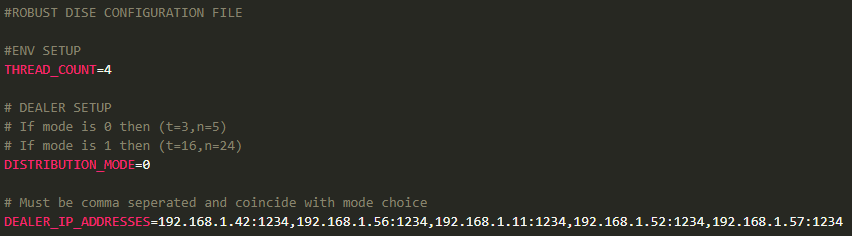 #ROBUST DISE CONFIGURATION FILE
#ENV SETUP
THREAD_COUNT=4
# DEALER SETUP
# If mode is 0 then (t=3,n=5)
# If mode is 1 then (t=16,n=24)
DISTRIBUTION_MODE=0
# Must be comma seperated and coincide with mode choice
DEALER_IP_ADDRESSES=192.168.1.42:1234,192.168.1.56:1234,192.168.1.11:1234,192.168.1.52:1234,192.168.1.57:1234